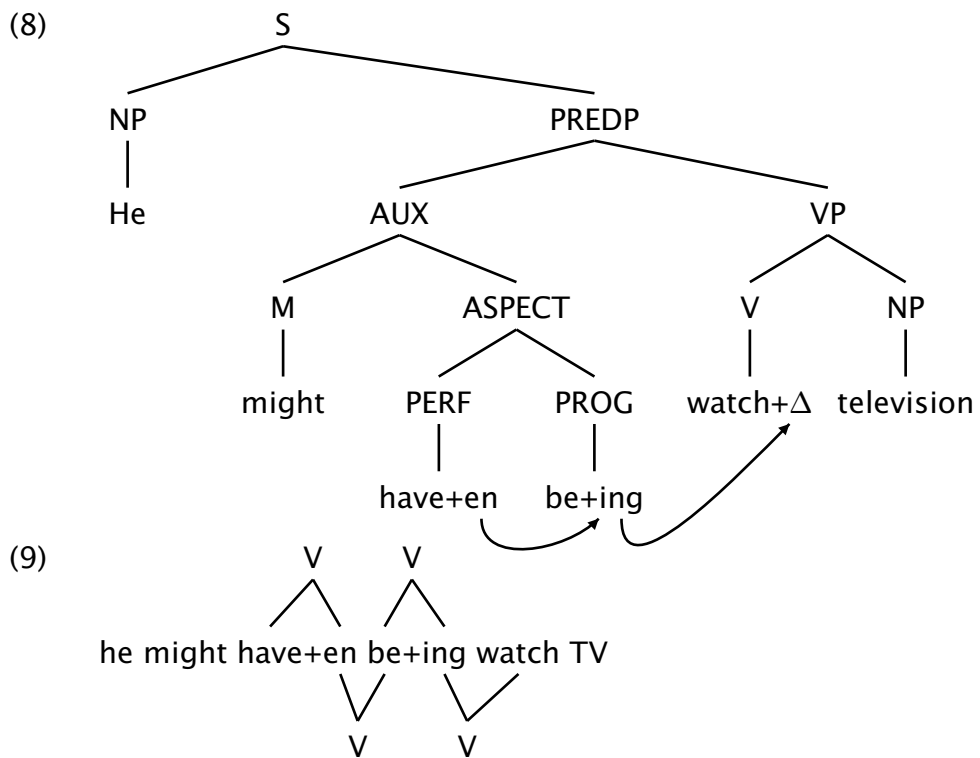 (8) S
NP PREDP
He AUX VP
M ASPECT V NP
might PERF PROG watch+Δ television
have+en be+ing
(9) V V
he might have+en be+ing watch TV
V V